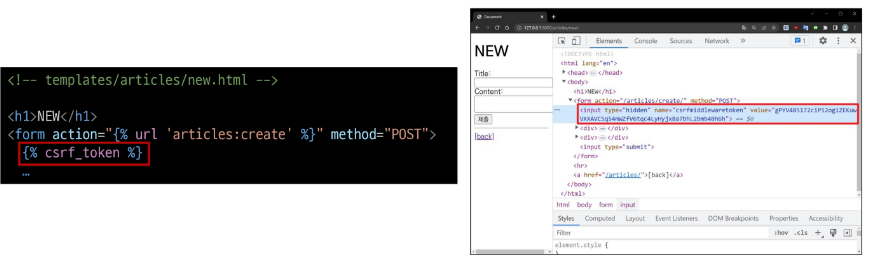 <!-- templates/articles/new.html -->
<h1>NEW</h1>
<form action="{% url 'articles:create' %}" method="POST">
{% csrf_token %}
…
Document
127.0.0.1:8000/articles/new/
NEW
Title:
Content:
제출
[back]
Elements Console Sources Network »
1
<!DOCTYPE html>
<html lang="en">
<head> … </head>
<body>
<h1>NEW</h1>
<form action="/articles/create/" method="POST">
<input type="hidden" name="csrfmiddlewaretoken" value=
== $0
<div> … </div>
<div> … </div>
<input type="submit">
</form>
<hr>
<a href="/articles/">[back]</a>
</body>
</html>
html body form input
Styles Computed Layout Event Listeners DOM Breakpoints Properties Accessibility
Filter
:hov .cls +
element.style {